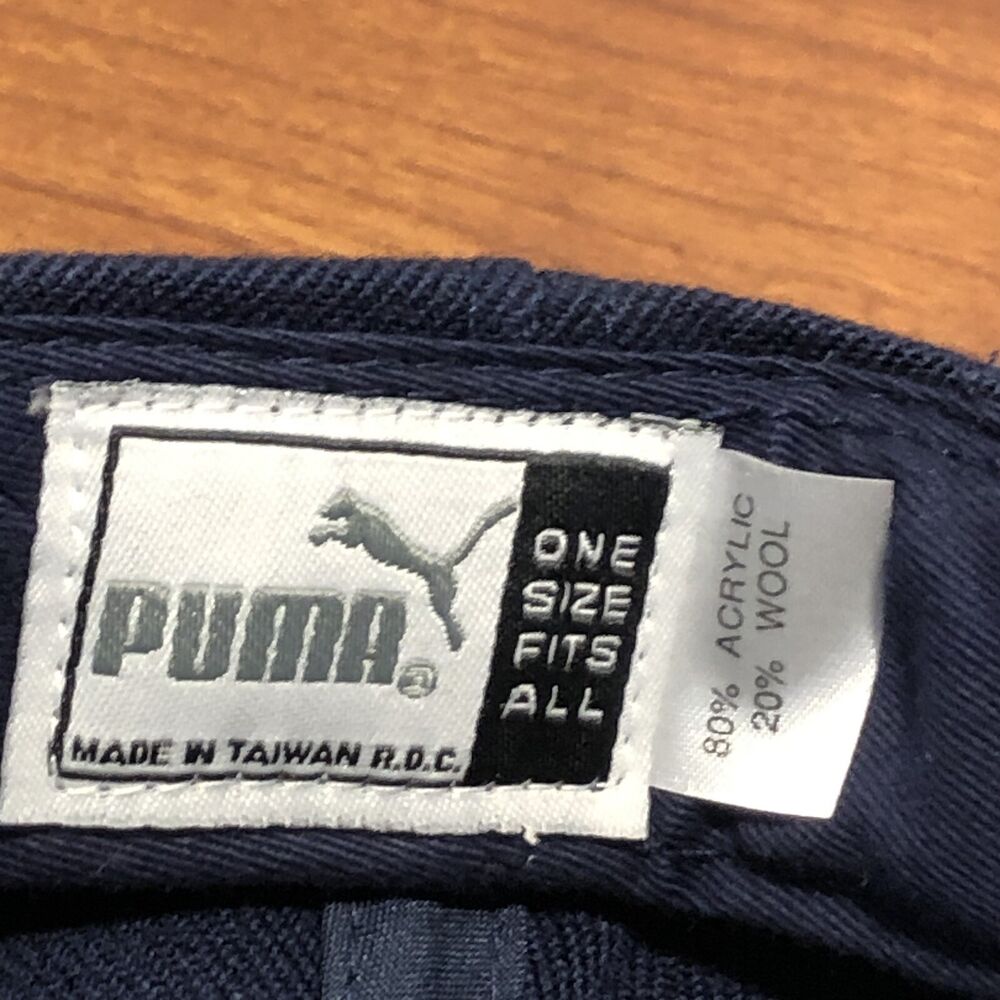 PUMA®
MADE IN TAIWAN R.O.C.
ONE
SIZE
FITS
ALL
80% ACRYLIC
20% WOOL